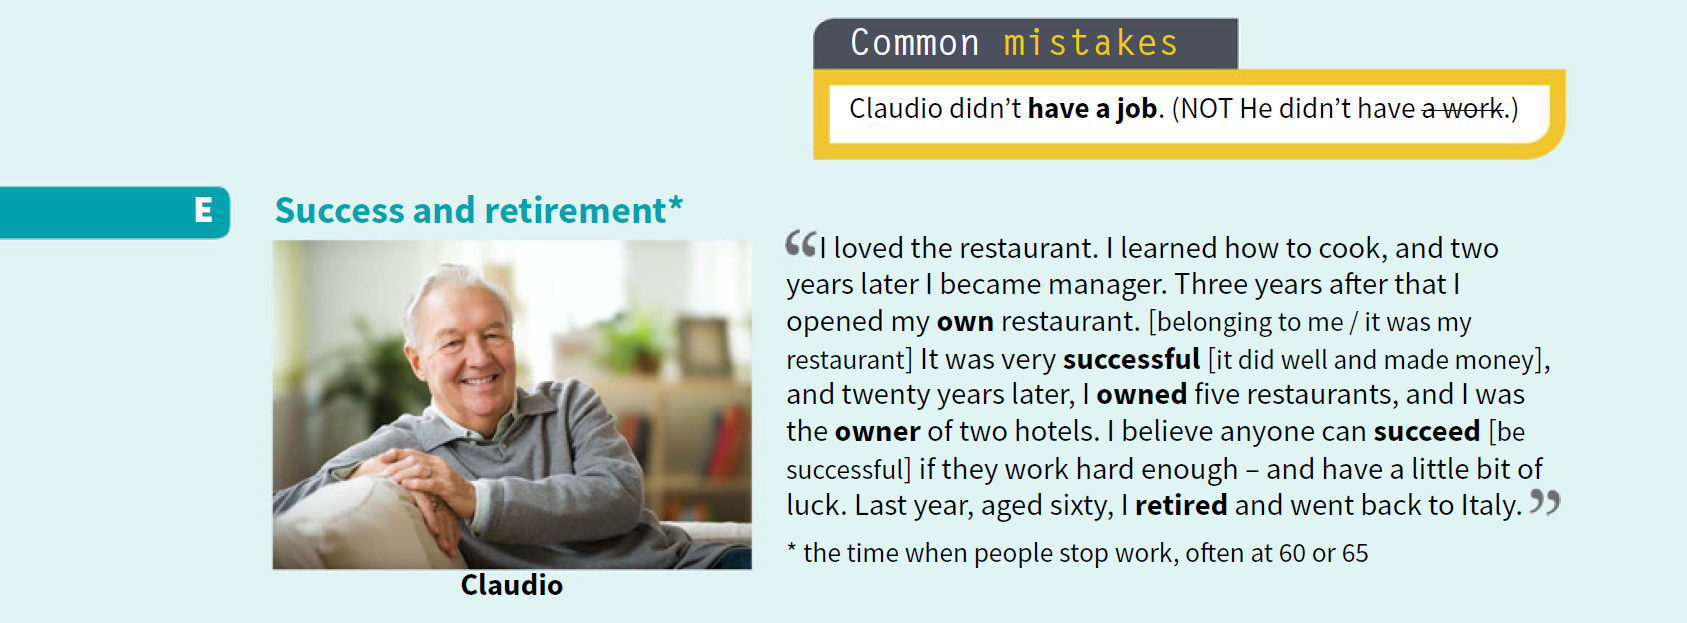 Common mistakes
Claudio didn’t have a job. (NOT He didn’t have a work.)
E
Success and retirement*
“I loved the restaurant. I learned how to cook, and two
years later I became manager. Three years after that I
opened my own restaurant. [belonging to me / it was my
restaurant] It was very successful [it did well and made money],
and twenty years later, I owned five restaurants, and I was
the owner of two hotels. I believe anyone can succeed [be
successful] if they work hard enough – and have a little bit of
luck. Last year, aged sixty, I retired and went back to Italy.”
* the time when people stop work, often at 60 or 65
Claudio